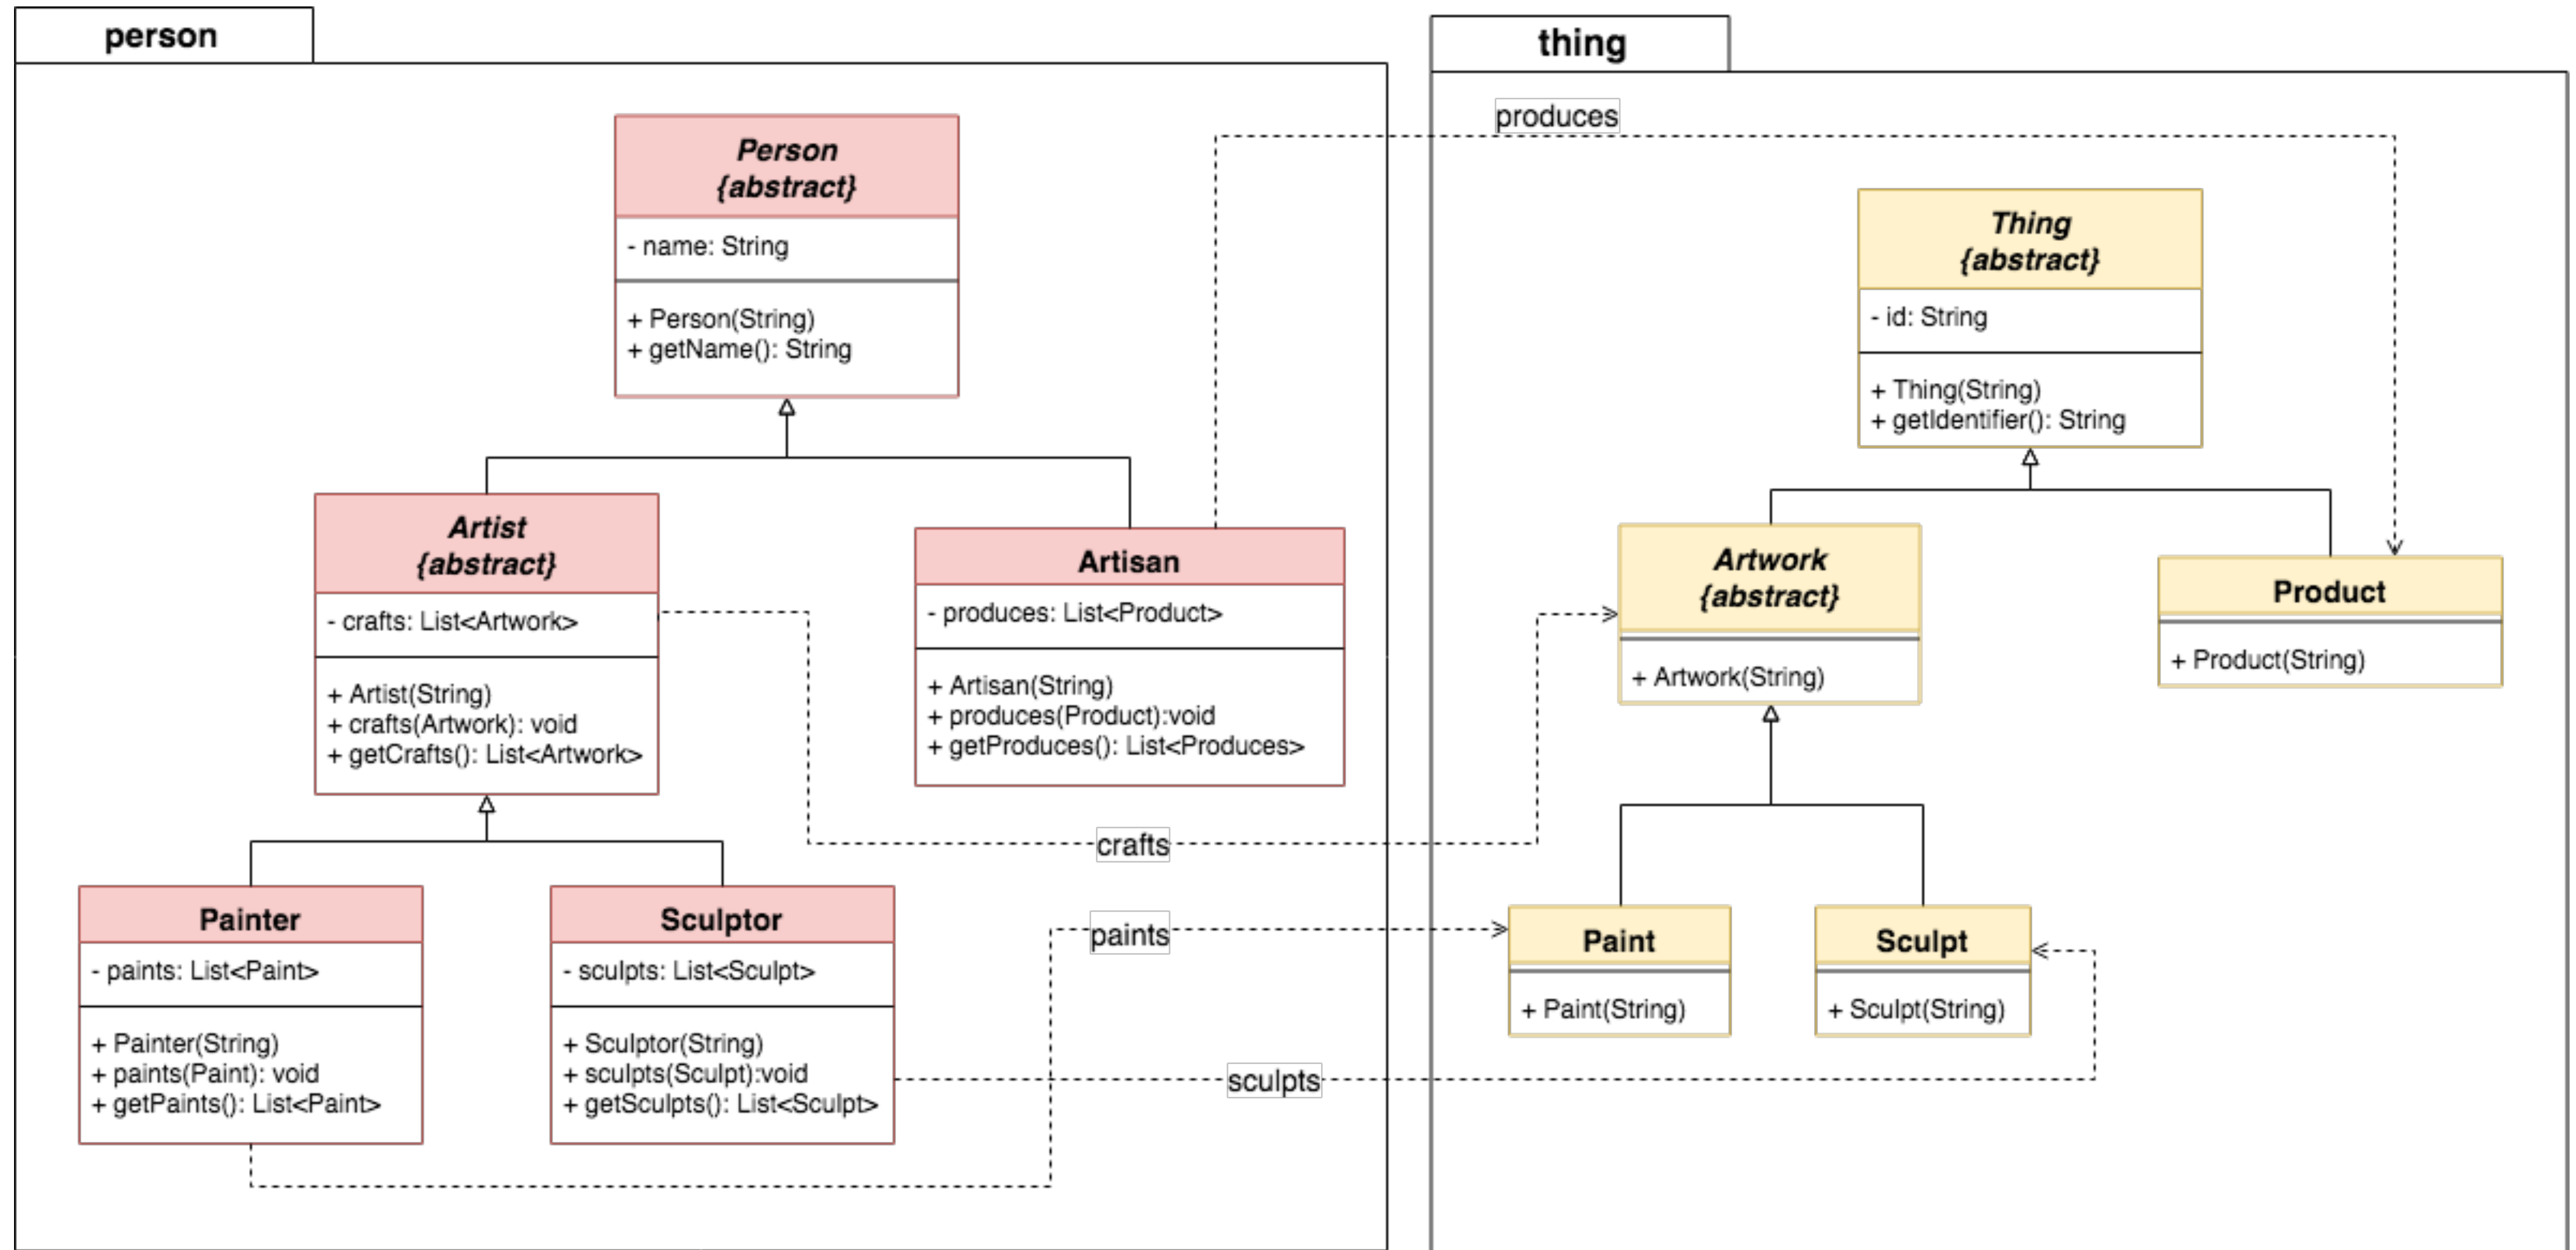 person
Person
{abstract}
- name: String
+ Person(String)
+ getName(): String
Artist
{abstract}
- crafts: List<Artwork>
+ Artist(String)
+ crafts(Artwork): void
+ getCrafts(): List<Artwork>
Artisan
- produces: List<Product>
+ Artisan(String)
+ produces(Product):void
+ getProduces(): List<Produces>
Painter
- paints: List<Paint>
+ Painter(String)
+ paints(Paint): void
+ getPaints(): List<Paint>
Sculptor
- sculpts: List<Sculpt>
+ Sculptor(String)
+ sculpts(Sculpt):void
+ getSculpts(): List<Sculpt>
produces
crafts
paints
sculpts
thing
Thing
{abstract}
- id: String
+ Thing(String)
+ getIdentifier(): String
Artwork
{abstract}
+ Artwork(String)
Product
+ Product(String)
Paint
+ Paint(String)
Sculpt
+ Sculpt(String)